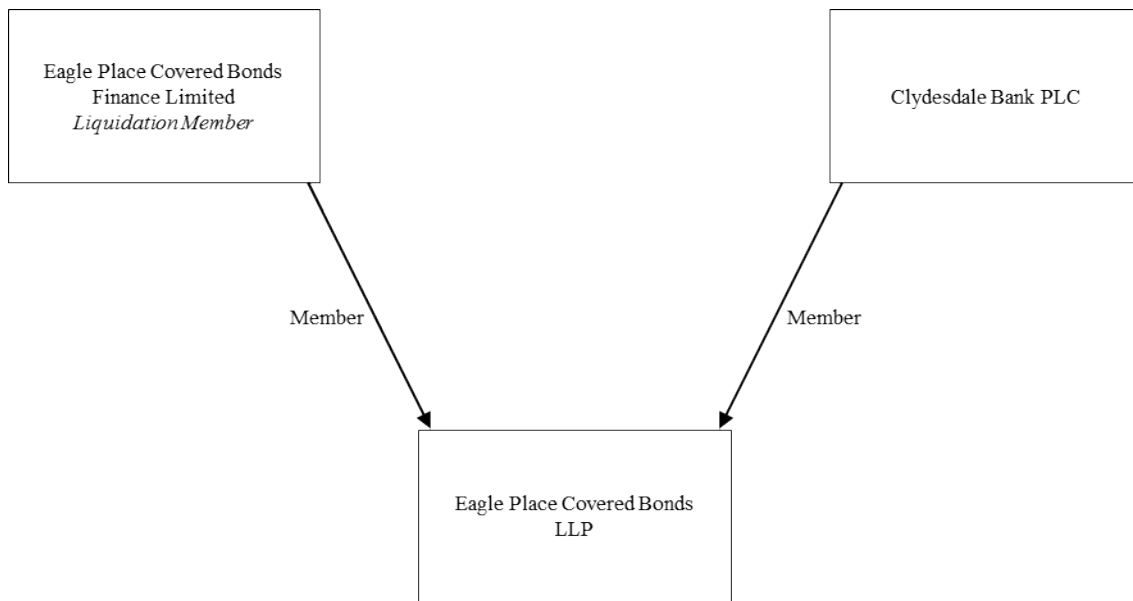 Eagle Place Covered Bonds
Finance Limited
Liquidation Member
Clydesdale Bank PLC
Member
Member
Eagle Place Covered Bonds
LLP